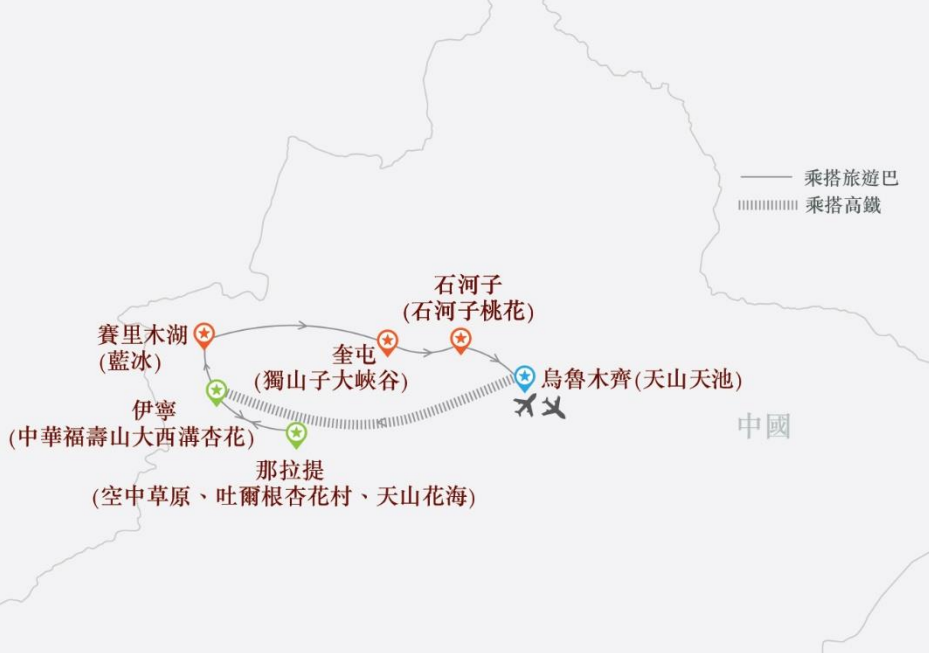 乘搭旅遊巴
乘搭高鐵
石河子
(石河子桃花)
賽里木湖
(藍冰)
奎屯
(獨山子大峽谷)
烏魯木齊(天山天池)
伊寧
(中華福壽山大西溝杏花)
中國
那拉提
(空中草原、吐爾根杏花村、天山花海)